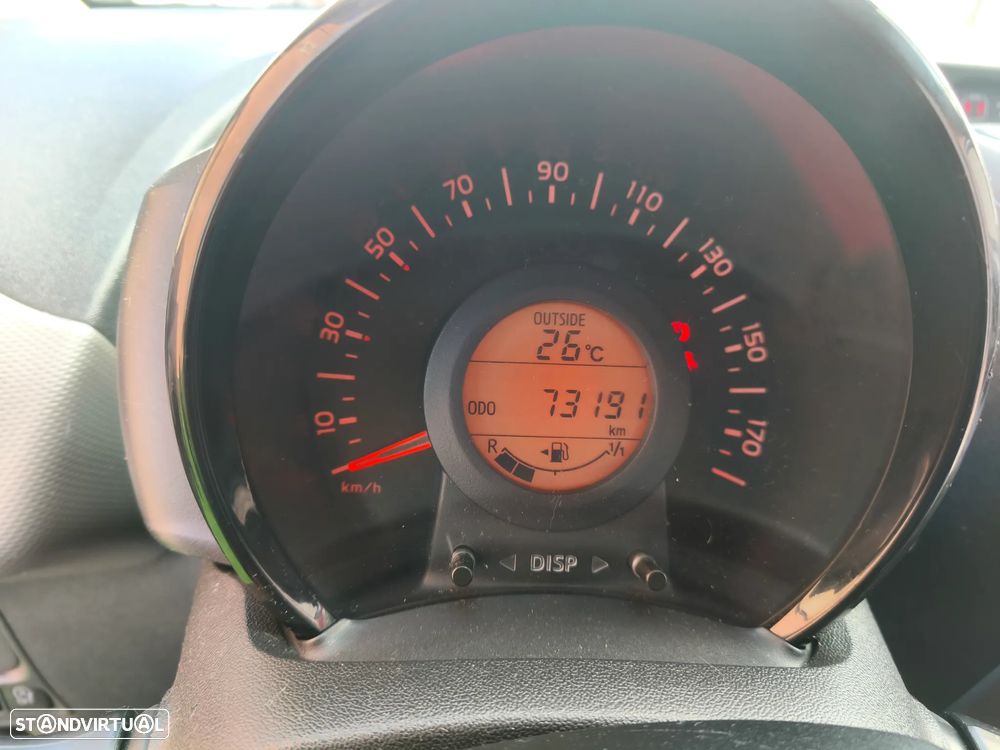 10
30
50
70
90
110
130
150
170
km/h
OUTSIDE
26°C
ODO 73191
km
R 1/1
DISP
STANDVIRTUAL